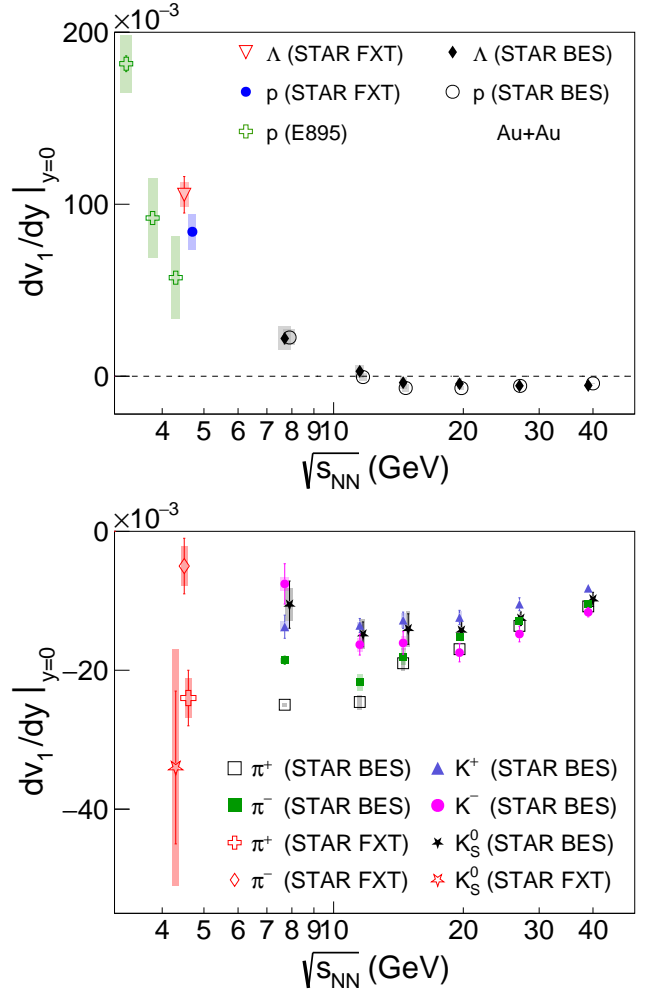 ×10⁻³
200
Λ (STAR FXT) Λ (STAR BES)
p (STAR FXT) p (STAR BES)
p (E895) Au+Au
100
0
dv₁/dy|y=0
4 5 6 7 8 9 10 20 30 40
√sNN (GeV)
×10⁻³
0
−20
−40
dv₁/dy|y=0
π⁺ (STAR BES) K⁺ (STAR BES)
π⁻ (STAR BES) K⁻ (STAR BES)
π⁺ (STAR FXT) K⁰S (STAR BES)
π⁻ (STAR FXT) K⁰S (STAR FXT)
4 5 6 7 8 9 10 20 30 40
√sNN (GeV)